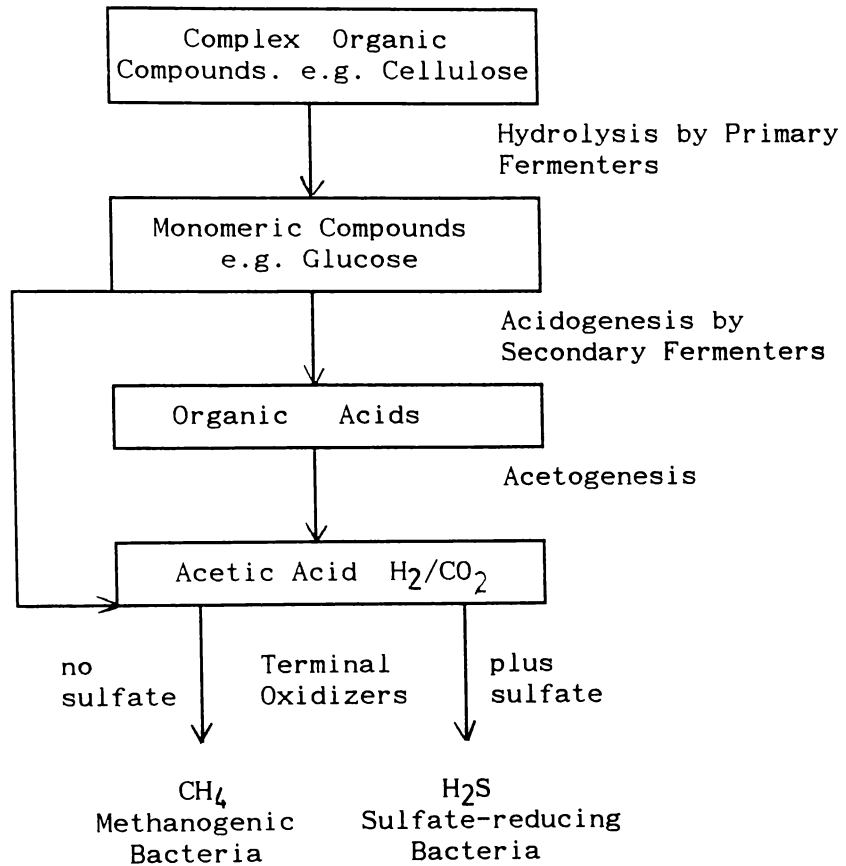 Complex Organic
Compounds. e.g. Cellulose
Hydrolysis by Primary
Fermenters
Monomeric Compounds
e.g. Glucose
Acidogenesis by
Secondary Fermenters
Organic Acids
Acetogenesis
Acetic Acid H₂/CO₂
no
sulfate
Terminal
Oxidizers
plus
sulfate
CH₄
Methanogenic
Bacteria
H₂S
Sulfate-reducing
Bacteria